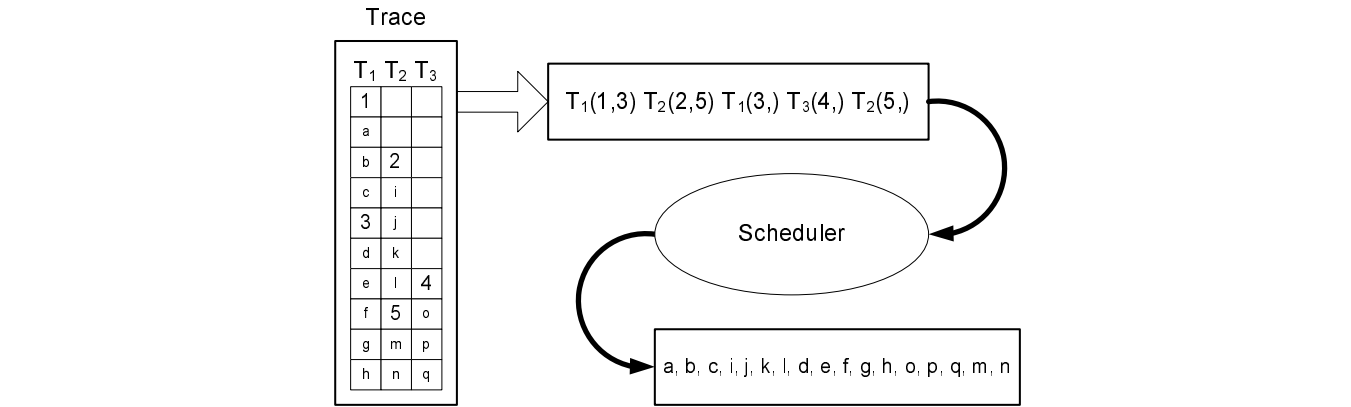 Trace
T1 T2 T3
1
a
b 2
c i
3 j
d k
e l 4
f 5 o
g m p
h n q
T1(1,3) T2(2,5) T1(3,) T3(4,) T2(5,)
Scheduler
a, b, c, i, j, k, l, d, e, f, g, h, o, p, q, m, n